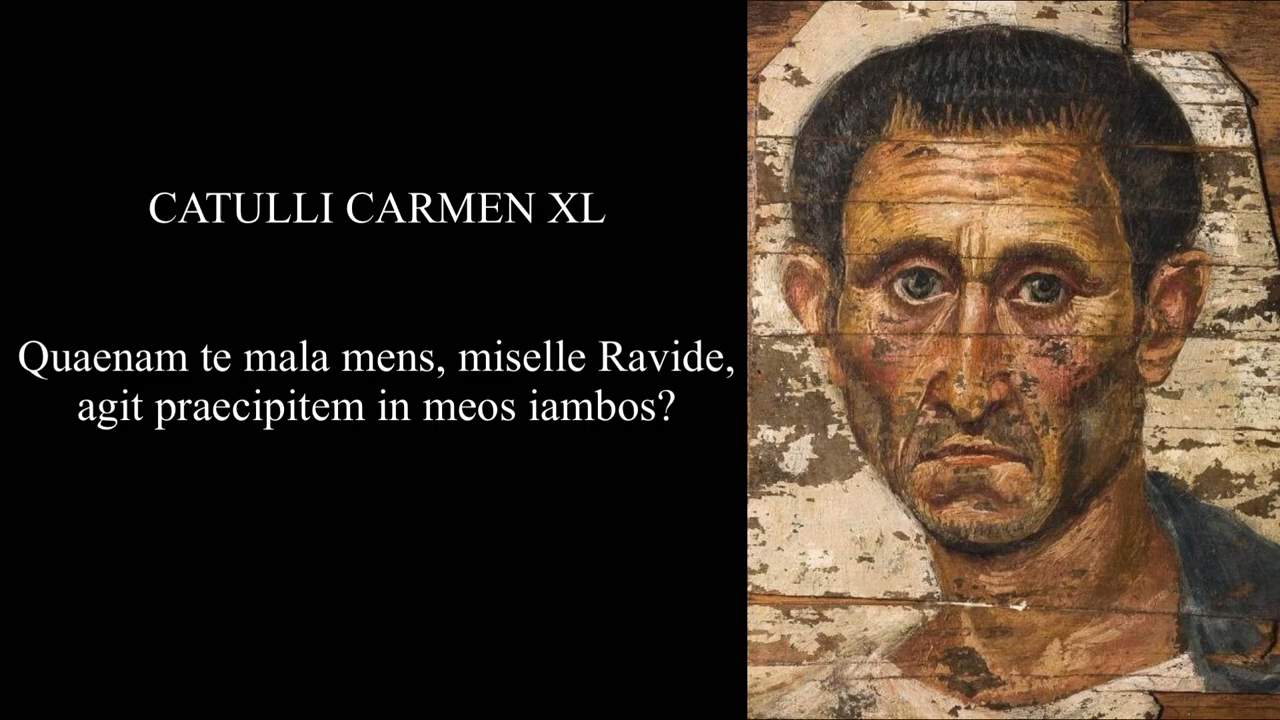 CATULLI CARMEN XL
Quaenam te mala mens, miselle Ravide,
agit praecipitem in meos iambos?